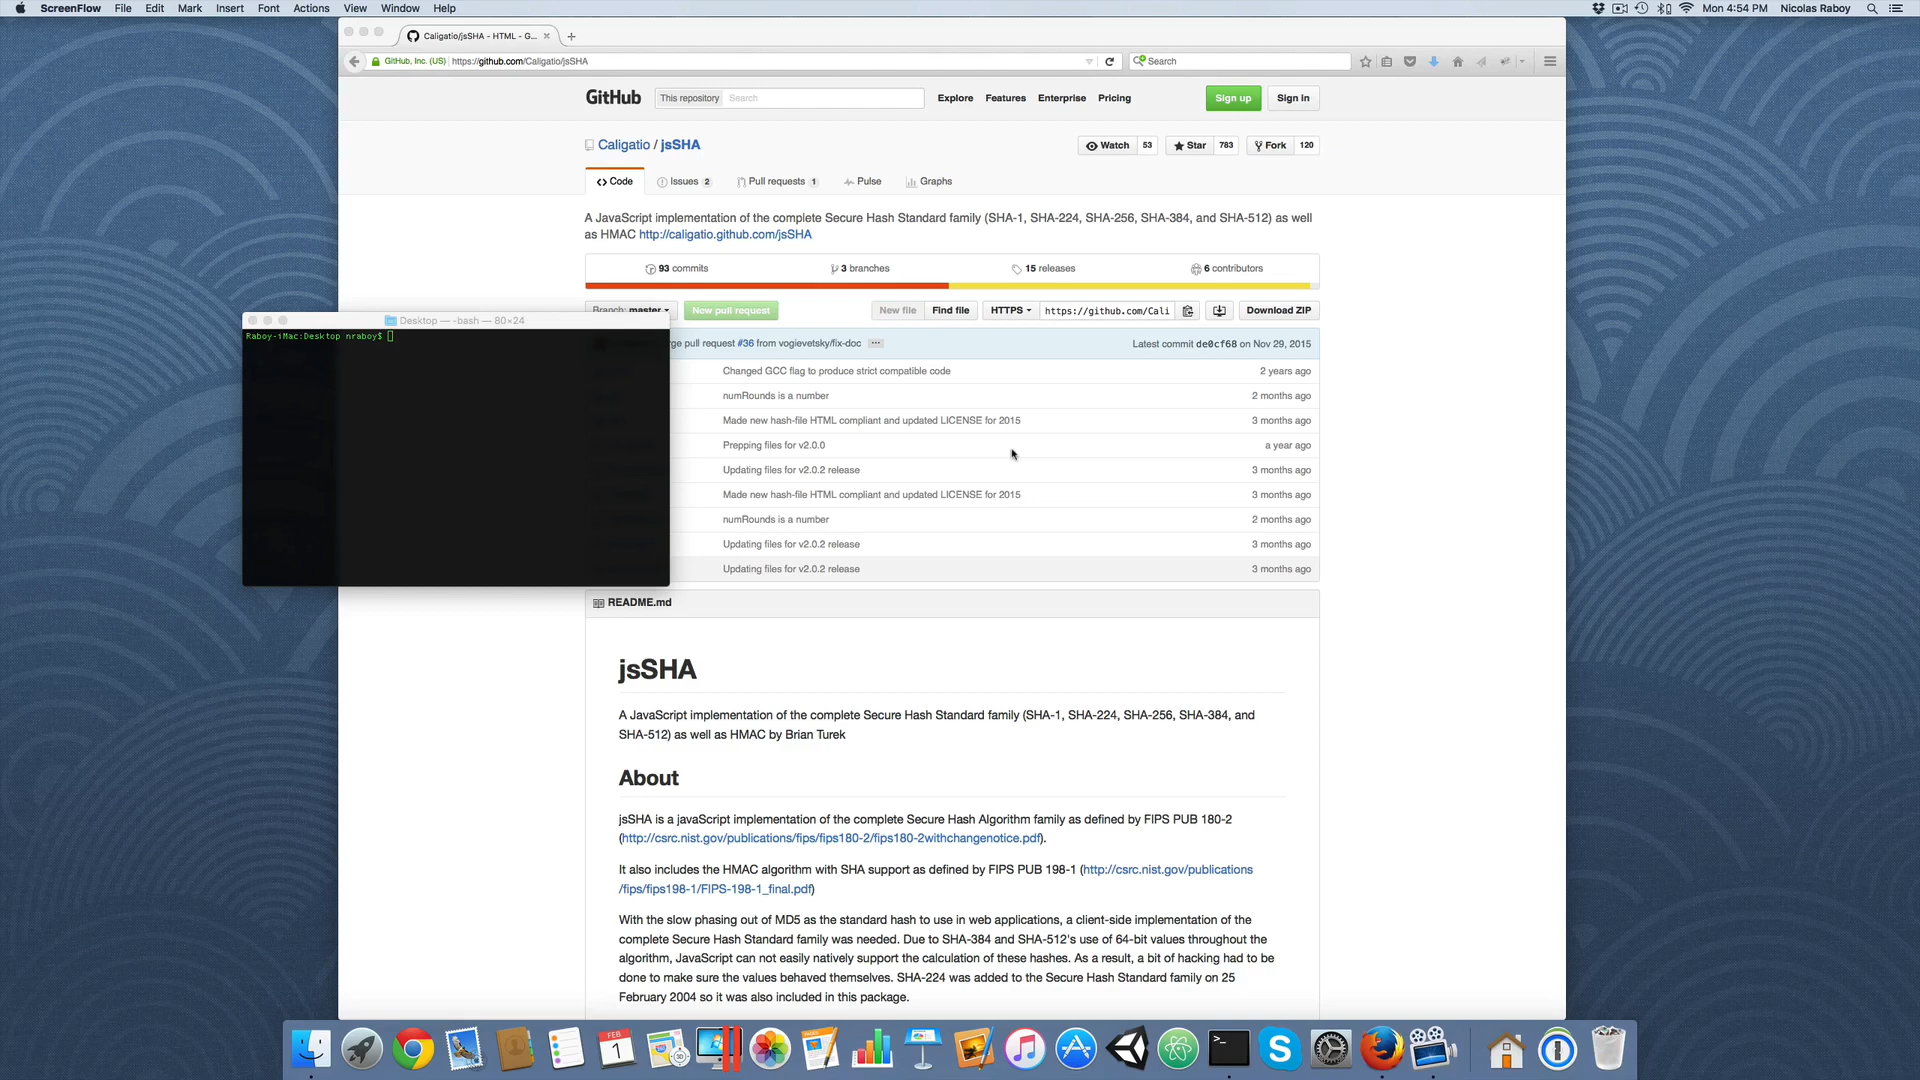 ScreenFlow File Edit Mark Insert Font Actions View Window Help Mon 4:54 PM Nicolas Raboy
Caligatio/jsSHA - HTML - G...
GitHub, Inc. (US) https://github.com/Caligatio/jsSHA Search
GitHub This repository Search Explore Features Enterprise Pricing Sign up Sign in
Caligatio / jsSHA Watch 53 Star 783 Fork 120
Code Issues 2 Pull requests 1 Pulse Graphs
A JavaScript implementation of the complete Secure Hash Standard family (SHA-1, SHA-224, SHA-256, SHA-384, and SHA-512) as well
as HMAC http://caligatio.github.com/jsSHA
93 commits 3 branches 15 releases 6 contributors
Branch: master New pull request New file Find file HTTPS https://github.com/Cali Download ZIP
Desktop — -bash — 80×24
Raboy-iMac:Desktop nraboy$
rge pull request #36 from vogievetsky/fix-doc ... Latest commit de0cf68 on Nov 29, 2015
Changed GCC flag to produce strict compatible code 2 years ago
numRounds is a number 2 months ago
Made new hash-file HTML compliant and updated LICENSE for 2015 3 months ago
Prepping files for v2.0.0 a year ago
Updating files for v2.0.2 release 3 months ago
Made new hash-file HTML compliant and updated LICENSE for 2015 3 months ago
numRounds is a number 2 months ago
Updating files for v2.0.2 release 3 months ago
Updating files for v2.0.2 release 3 months ago
README.md
jsSHA
A JavaScript implementation of the complete Secure Hash Standard family (SHA-1, SHA-224, SHA-256, SHA-384, and
SHA-512) as well as HMAC by Brian Turek
About
jsSHA is a javaScript implementation of the complete Secure Hash Algorithm family as defined by FIPS PUB 180-2
(http://csrc.nist.gov/publications/fips/fips180-2/fips180-2withchangenotice.pdf).
It also includes the HMAC algorithm with SHA support as defined by FIPS PUB 198-1 (http://csrc.nist.gov/publications
/fips/fips198-1/FIPS-198-1_final.pdf)
With the slow phasing out of MD5 as the standard hash to use in web applications, a client-side implementation of the
complete Secure Hash Standard family was needed. Due to SHA-384 and SHA-512's use of 64-bit values throughout the
algorithm, JavaScript can not easily natively support the calculation of these hashes. As a result, a bit of hacking had to be
done to make sure the values behaved themselves. SHA-224 was added to the Secure Hash Standard family on 25
February 2004 so it was also included in this package.
FEB
1